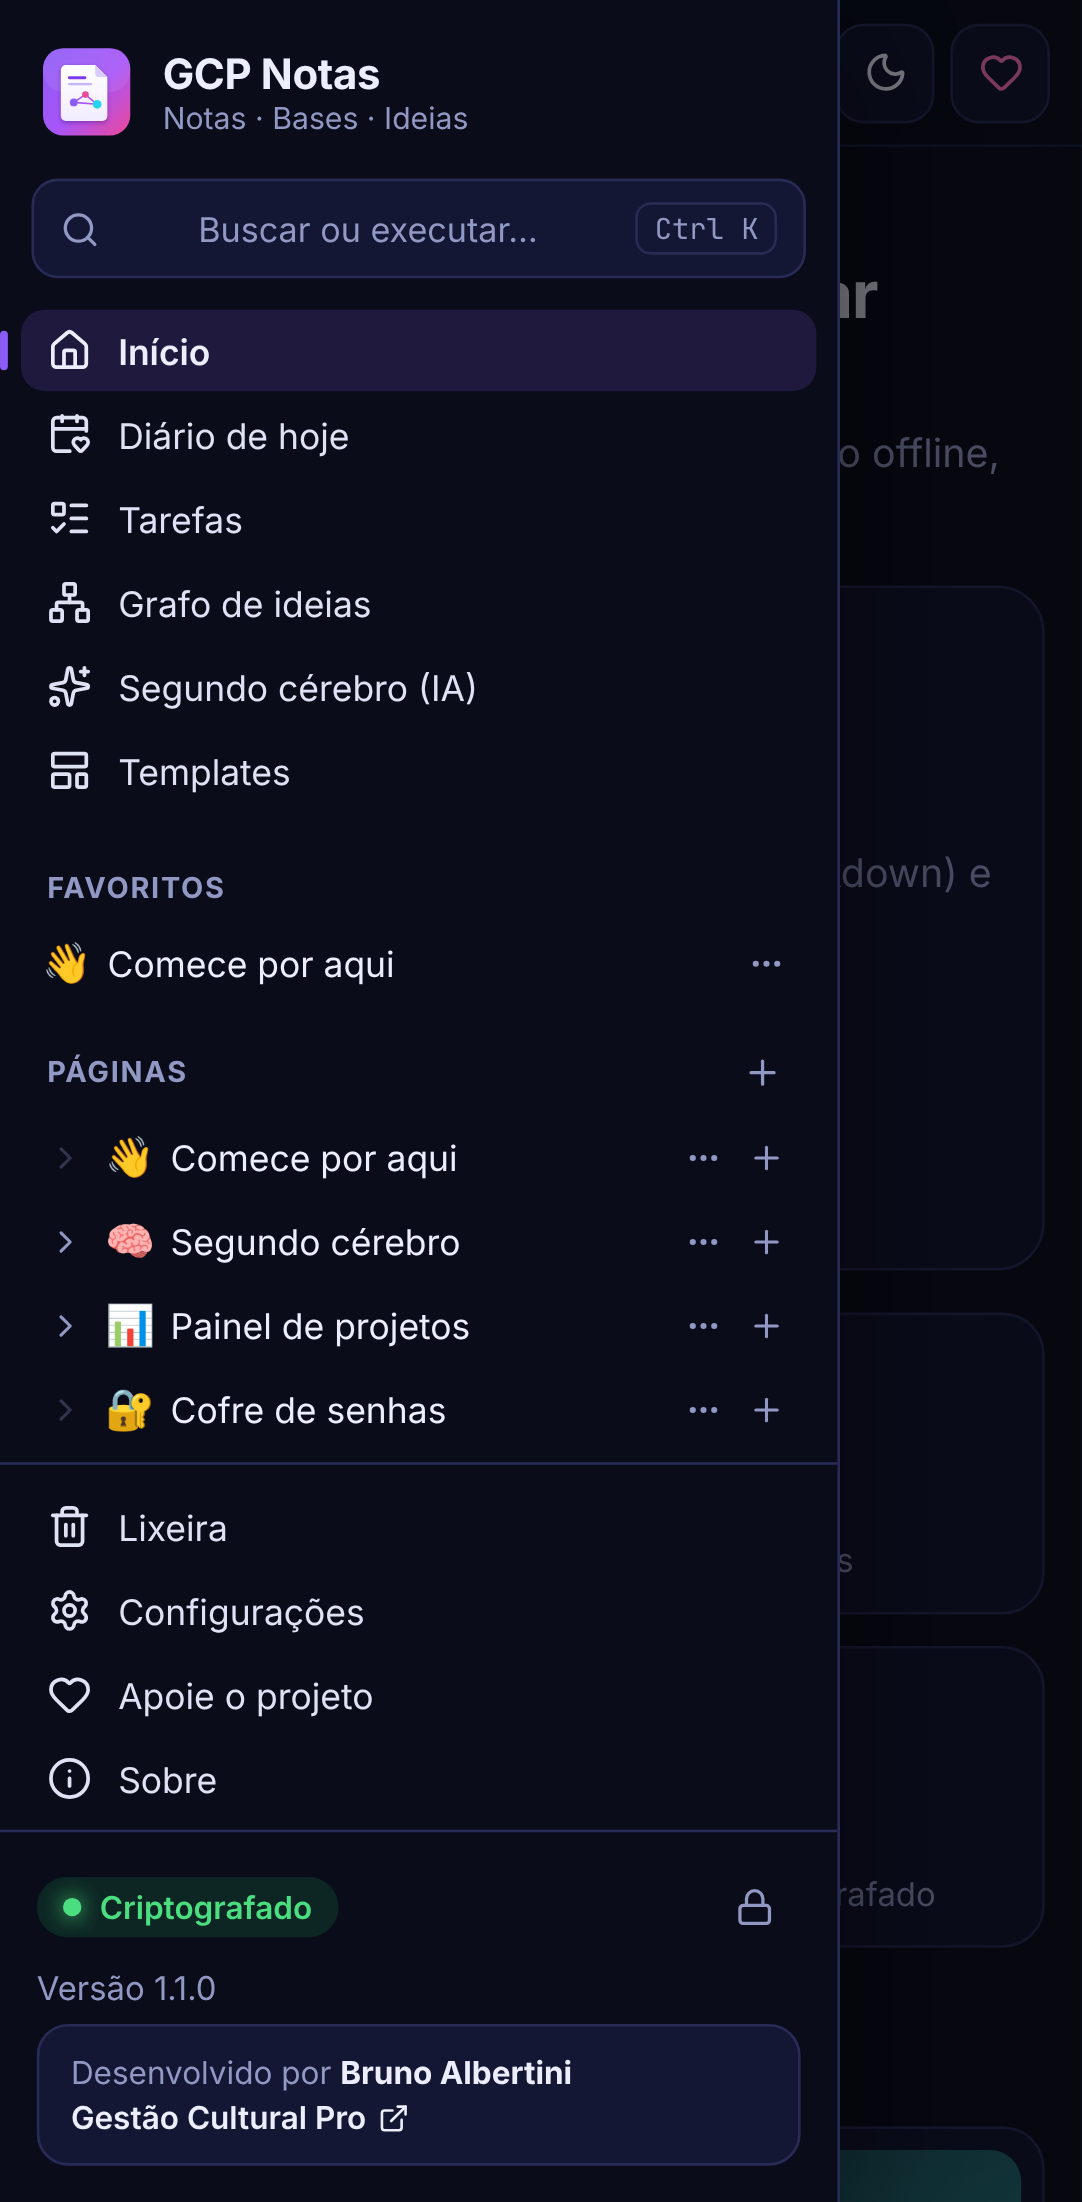 GCP Notas
Notas · Bases · Ideias
Buscar ou executar... Ctrl K
Início
Diário de hoje
Tarefas
Grafo de ideias
Segundo cérebro (IA)
Templates
FAVORITOS
Comece por aqui
PÁGINAS
Comece por aqui
Segundo cérebro
Painel de projetos
Cofre de senhas
Lixeira
Configurações
Apoie o projeto
Sobre
Criptografado
Versão 1.1.0
Desenvolvido por Bruno Albertini
Gestão Cultural Pro
o offline,
down) e